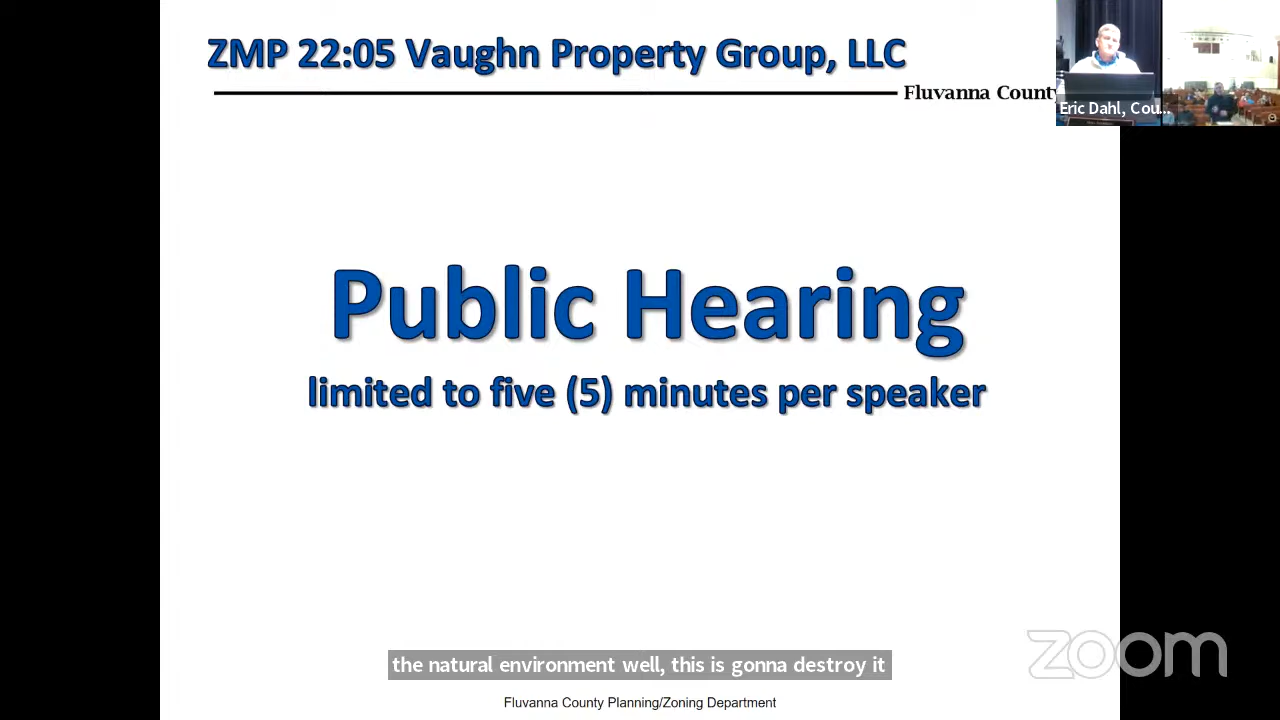 ZMP 22:05 Vaughn Property Group, LLC
Fluvanna County
Eric Dahl, Cou...
Public Hearing
limited to five (5) minutes per speaker
zoom
the natural environment well, this is gonna destroy it
Fluvanna County Planning/Zoning Department